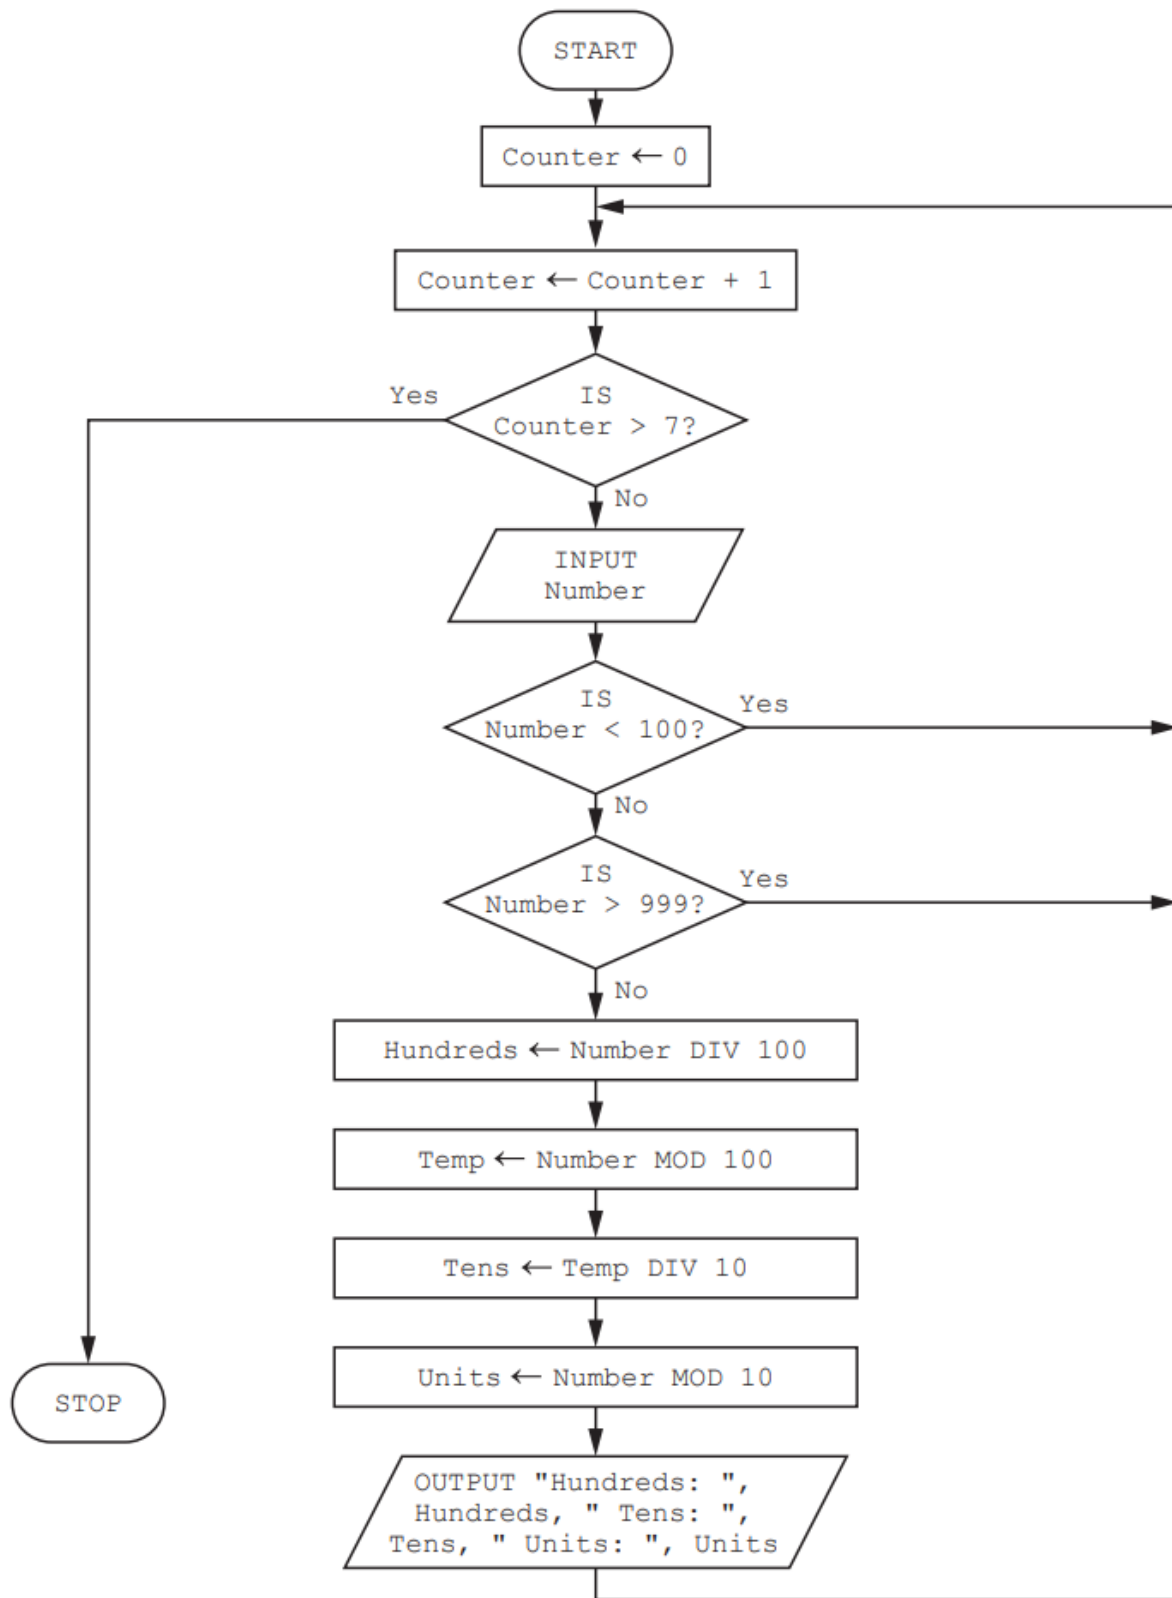 START
Counter ← 0
Counter ← Counter + 1
IS
Counter > 7?
Yes
No
INPUT
Number
IS
Number < 100?
Yes
No
IS
Number > 999?
Yes
No
Hundreds ← Number DIV 100
Temp ← Number MOD 100
Tens ← Temp DIV 10
Units ← Number MOD 10
STOP
OUTPUT "Hundreds: ",
Hundreds, " Tens: ",
Tens, " Units: ", Units